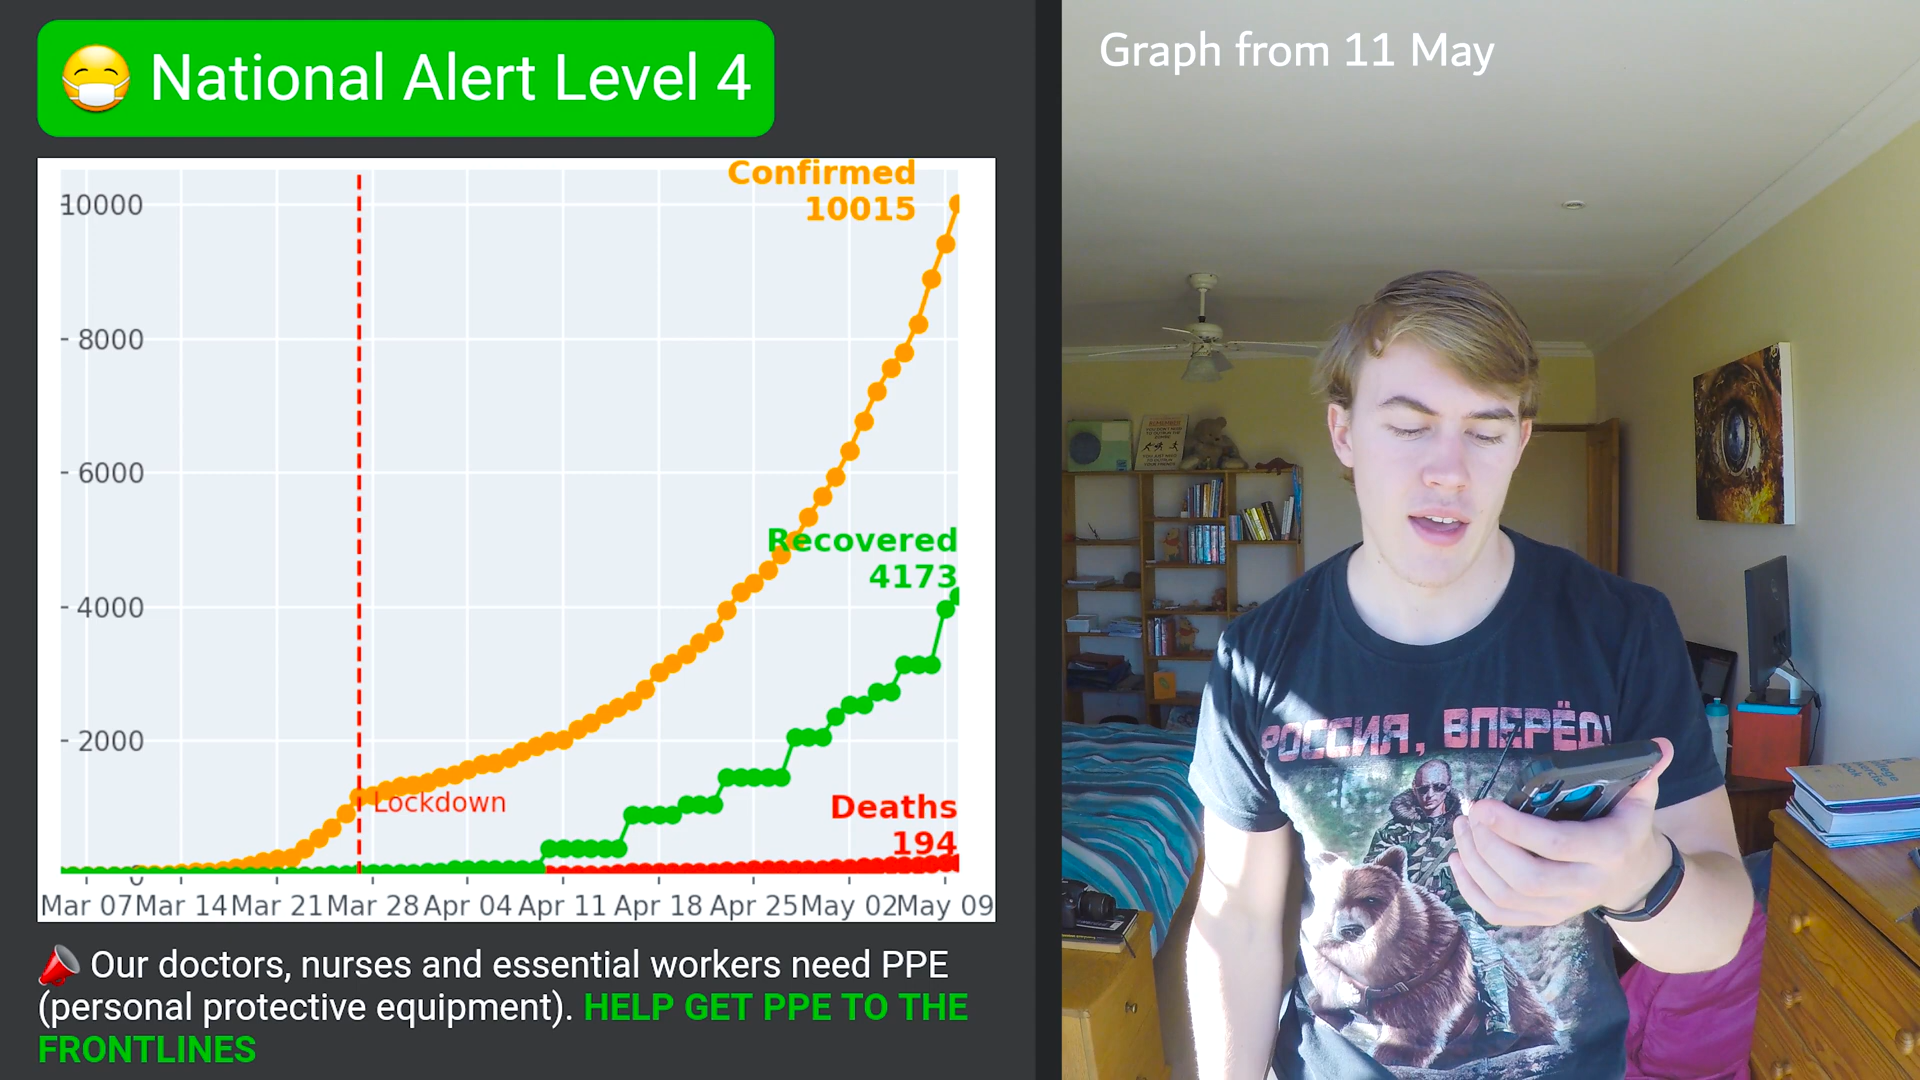 National Alert Level 4
Graph from 11 May
Confirmed
10015
10000
8000
6000
Recovered
4173
4000
2000
Lockdown
Deaths
194
0
Mar 07 Mar 14 Mar 21 Mar 28 Apr 04 Apr 11 Apr 18 Apr 25 May 02 May 09
Our doctors, nurses and essential workers need PPE
(personal protective equipment). HELP GET PPE TO THE
FRONTLINES
РОССИЯ, ВПЕРЁД!